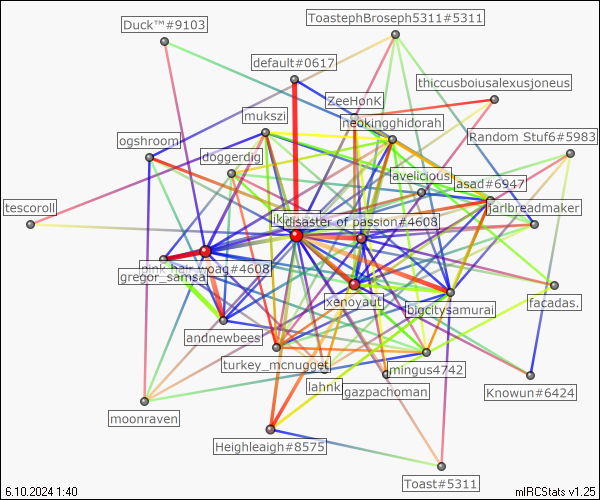 ToastephBroseph5311#5311
Duck™#9103
default#0617
thiccusboiusalexusjoneus
ZeeHonK
mukszi
neokingghidorah
Random Stuf6#5983
ogshroom
doggerdig
avelicious
asad#6947
tescoroll
jarlbreadmaker
disaster of passion#4608
pink hair woag#4608
gregor_samsa
xenoyaut
bigcitysamurai
facadas.
andnewbees
turkey_mcnugget
mingus4742
lahnk
gazpachoman
Knowun#6424
moonraven
Heighleaigh#8575
Toast#5311
6.10.2024 1:40
mIRCStats v1.25